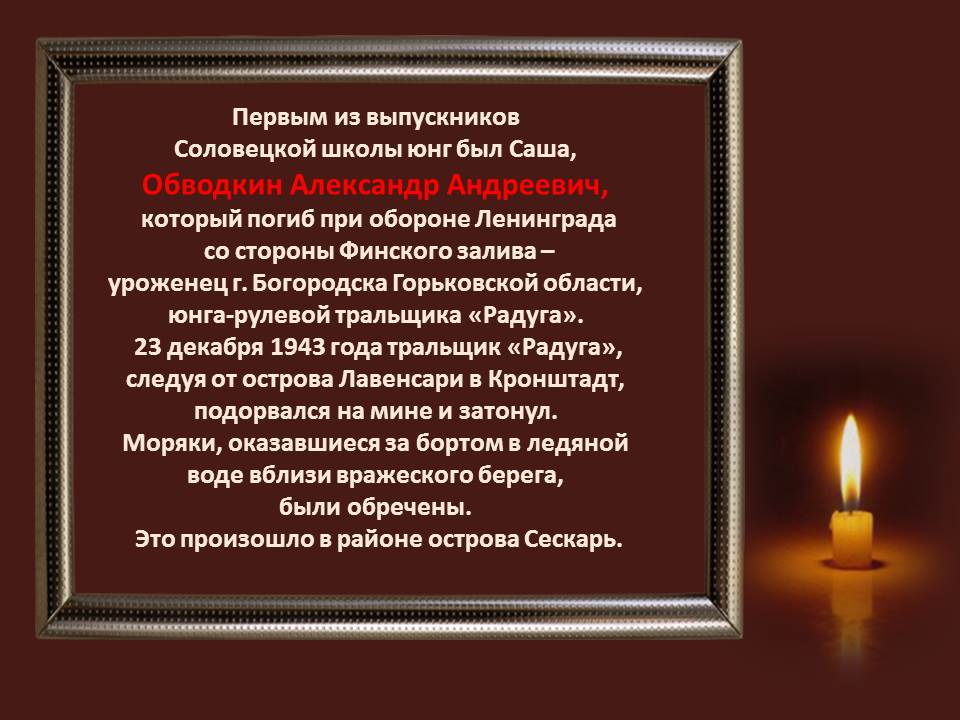 Первым из выпускников
Соловецкой школы юнг был Саша,
Обводкин Александр Андреевич,
который погиб при обороне Ленинграда
со стороны Финского залива –
уроженец г. Богородска Горьковской области,
юнга-рулевой тральщика «Радуга».
23 декабря 1943 года тральщик «Радуга»,
следуя от острова Лавенсари в Кронштадт,
подорвался на мине и затонул.
Моряки, оказавшиеся за бортом в ледяной
воде вблизи вражеского берега,
были обречены.
Это произошло в районе острова Сескарь.